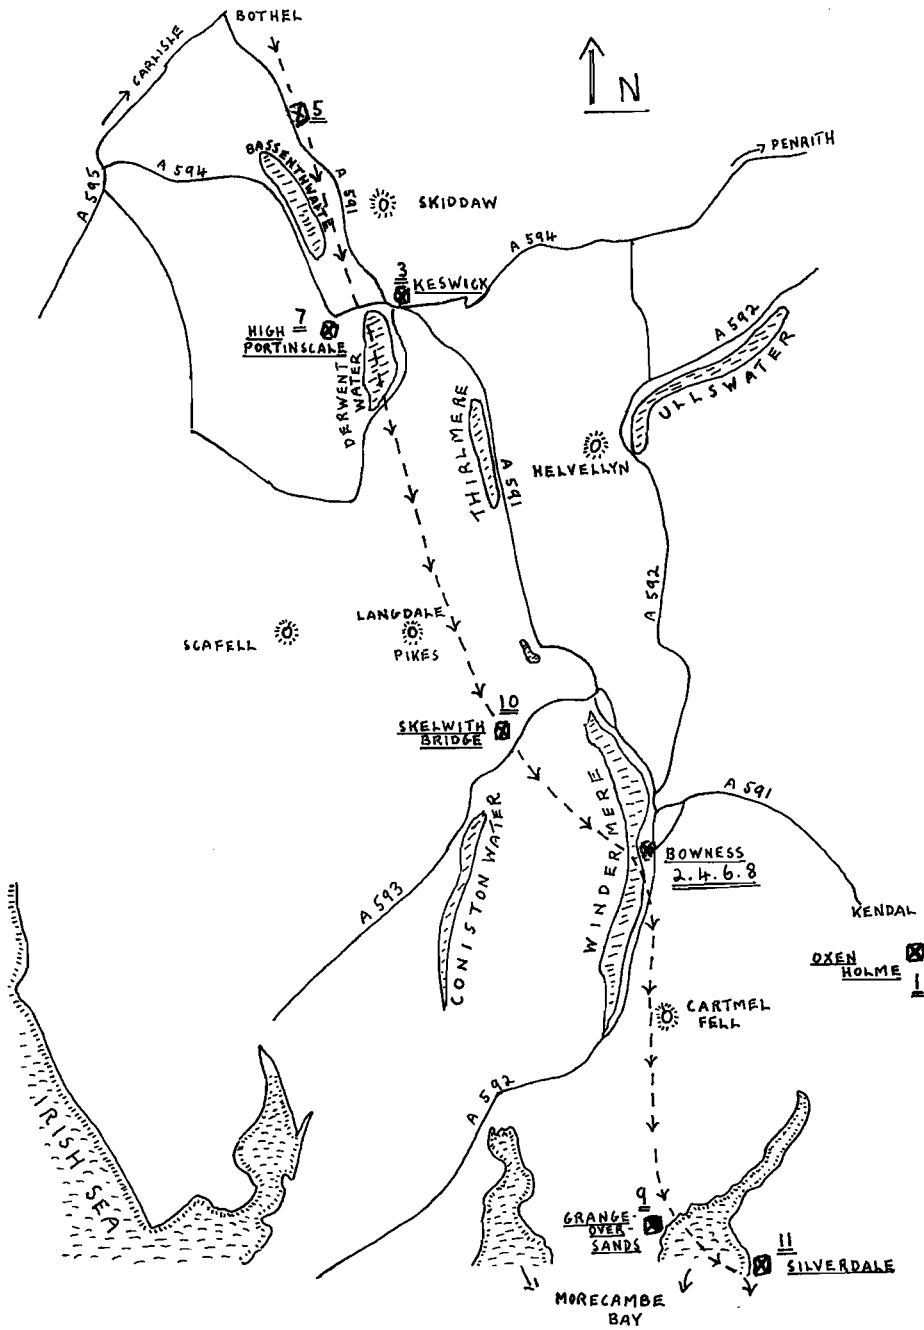 BOTHEL
CARLISLE
N
5
BASSENTHWAITE
A 591
A 594
A 595
SKIDDAW
PENRITH
A 594
3
KESWICK
7
HIGH
PORTINSCALE
DERWENT
WATER
A 592
ULLSWATER
THIRLMERE
A 591
HELVELLYN
A 592
SCAFELL
LANGDALE
PIKES
10
SKELWITH
BRIDGE
A 591
WINDERMERE
BOWNESS
2.4.6.8
CONISTON WATER
A 593
KENDAL
OXEN
HOLME
1
CARTMEL
FELL
A 592
IRISH SEA
9
GRANGE-
OVER
SANDS
11
SILVERDALE
MORECAMBE
BAY